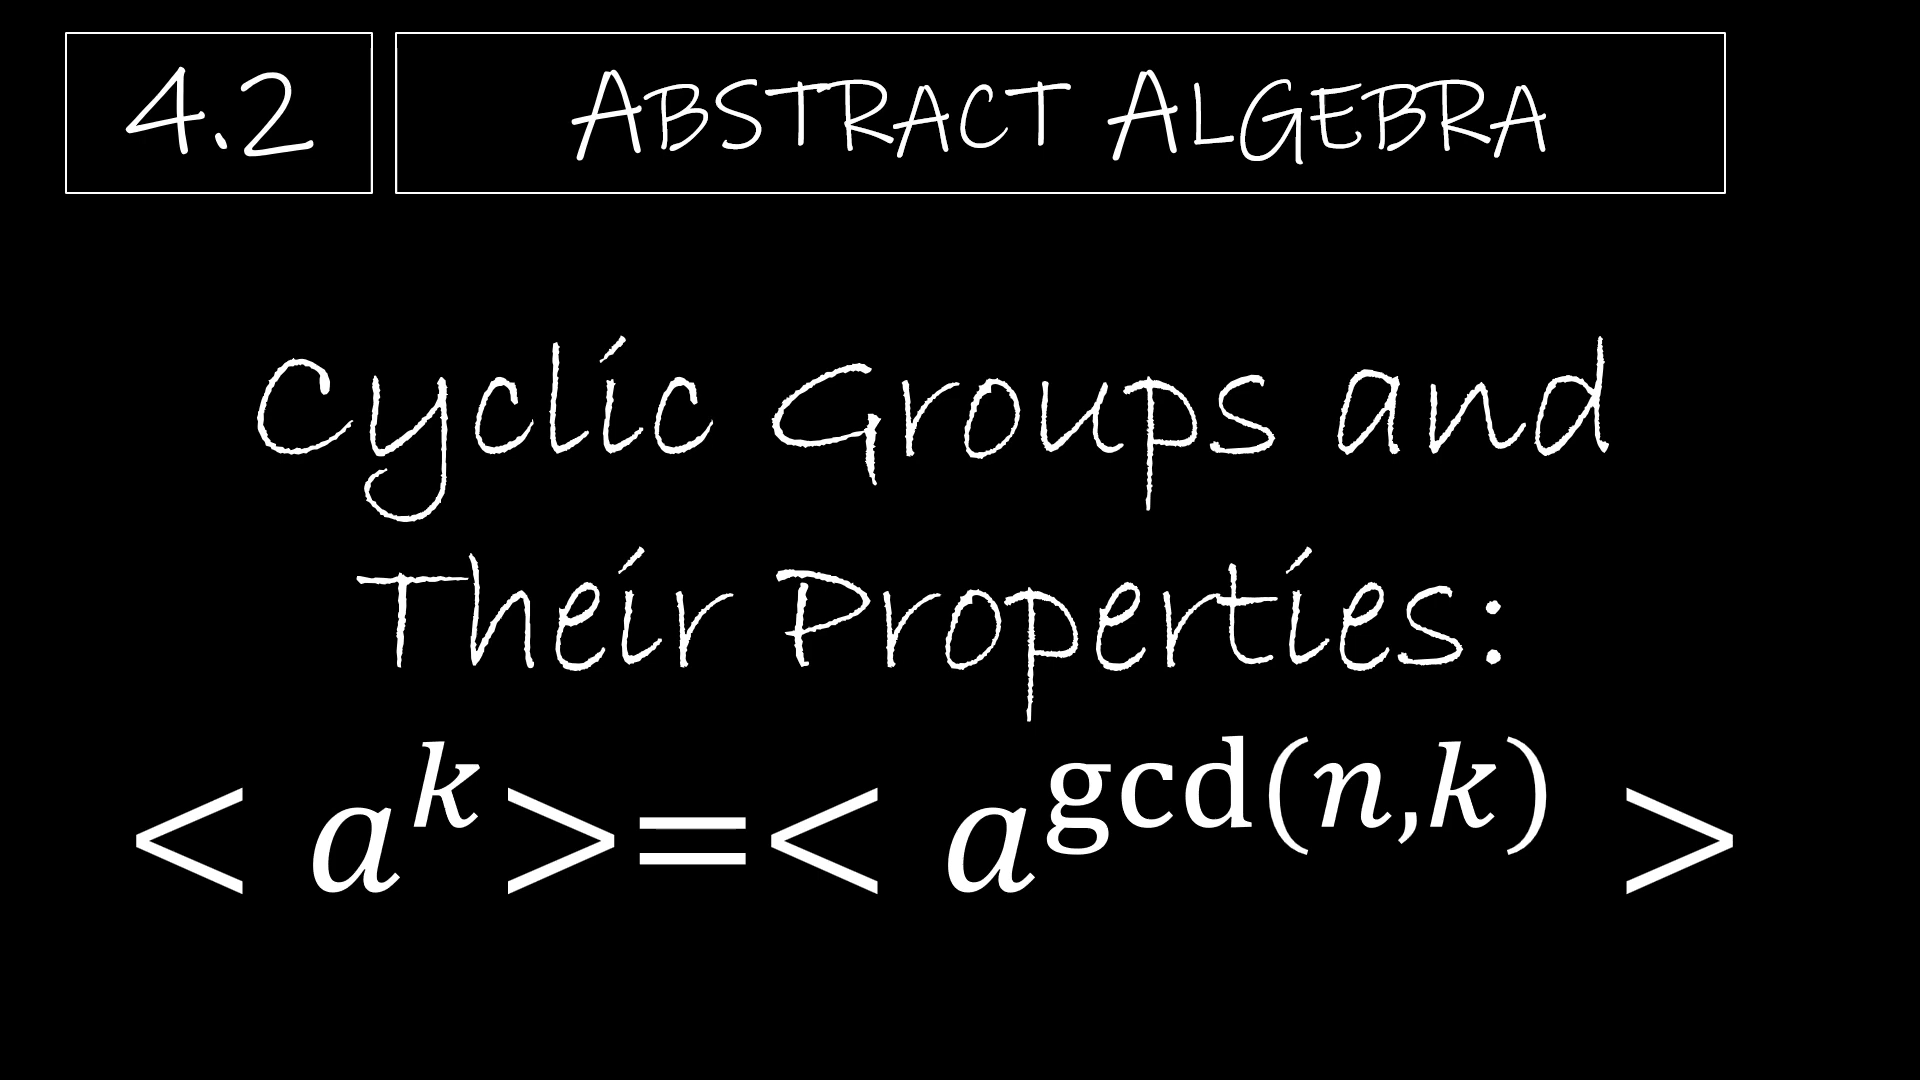 4.2
ABSTRACT ALGEBRA
Cyclic Groups and
Their Properties:
< a^k >=< a^gcd(n,k) >